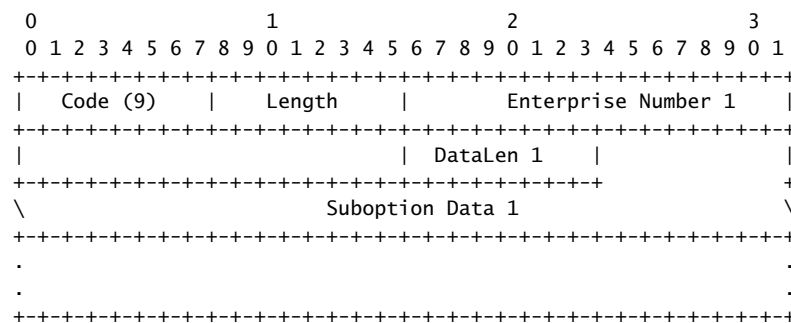 0                   1                   2                   3
 0 1 2 3 4 5 6 7 8 9 0 1 2 3 4 5 6 7 8 9 0 1 2 3 4 5 6 7 8 9 0 1
+-+-+-+-+-+-+-+-+-+-+-+-+-+-+-+-+-+-+-+-+-+-+-+-+-+-+-+-+-+-+-+-+
|   Code (9)    |    Length     |        Enterprise Number 1    |
+-+-+-+-+-+-+-+-+-+-+-+-+-+-+-+-+-+-+-+-+-+-+-+-+-+-+-+-+-+-+-+-+
|                               |  DataLen 1    |               |
+-+-+-+-+-+-+-+-+-+-+-+-+-+-+-+-+-+-+-+-+-+-+-+-+               +
\                         Suboption Data 1                      \
+-+-+-+-+-+-+-+-+-+-+-+-+-+-+-+-+-+-+-+-+-+-+-+-+-+-+-+-+-+-+-+-+
.                                                               .
.                                                               .
+-+-+-+-+-+-+-+-+-+-+-+-+-+-+-+-+-+-+-+-+-+-+-+-+-+-+-+-+-+-+-+-+